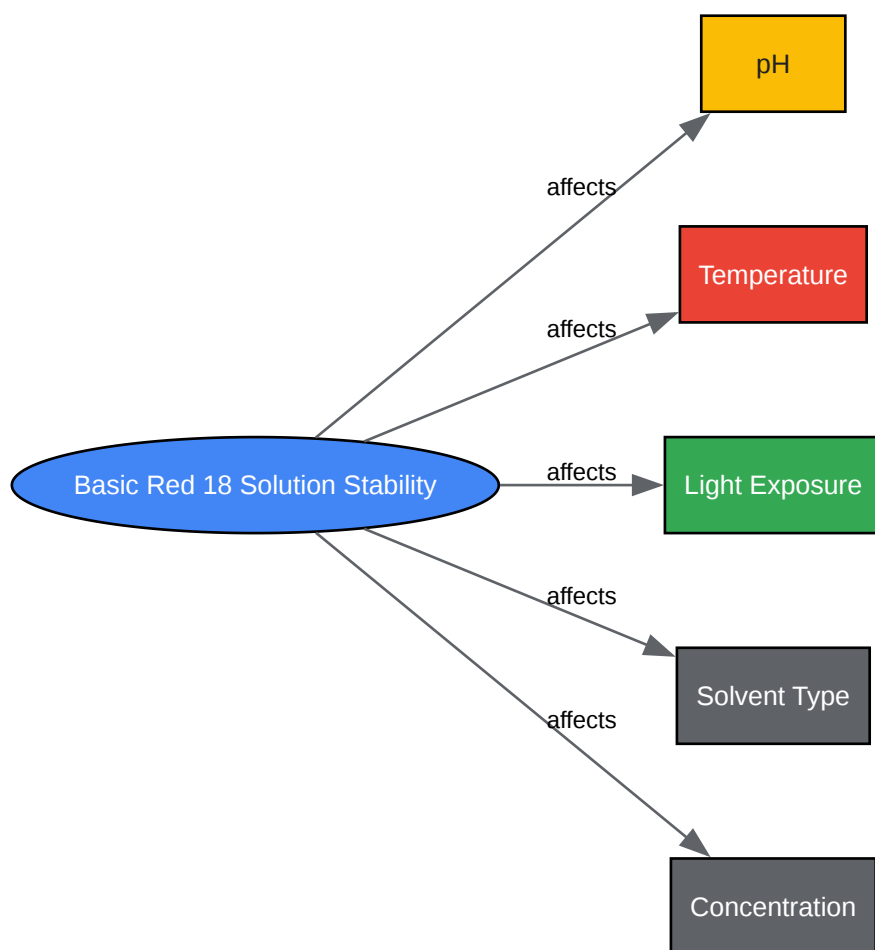 pH
affects
Temperature
affects
Basic Red 18 Solution Stability
affects
Light Exposure
affects
Solvent Type
affects
Concentration